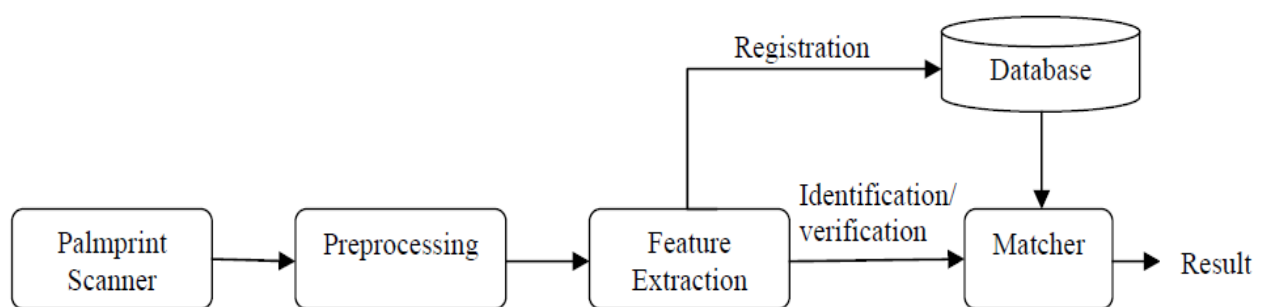 Registration
Database
Identification/
verification
Palmprint
Scanner
Preprocessing
Feature
Extraction
Matcher
Result